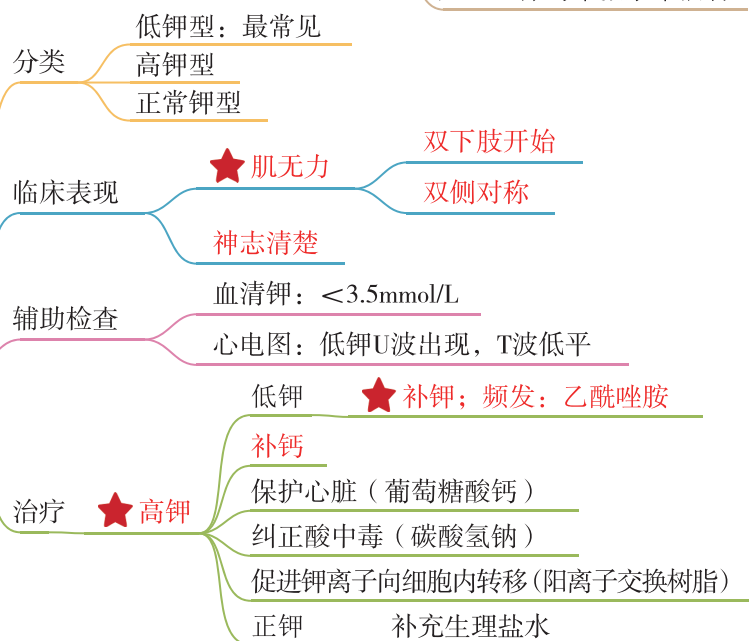 分类
低钾型：最常见
高钾型
正常钾型
临床表现
肌无力
双下肢开始
双侧对称
神志清楚
辅助检查
血清钾：＜3.5mmol/L
心电图：低钾U波出现，T波低平
治疗
高钾
低钾
补钾；频发：乙酰唑胺
补钙
保护心脏（葡萄糖酸钙）
纠正酸中毒（碳酸氢钠）
促进钾离子向细胞内转移（阳离子交换树脂）
正钾 补充生理盐水